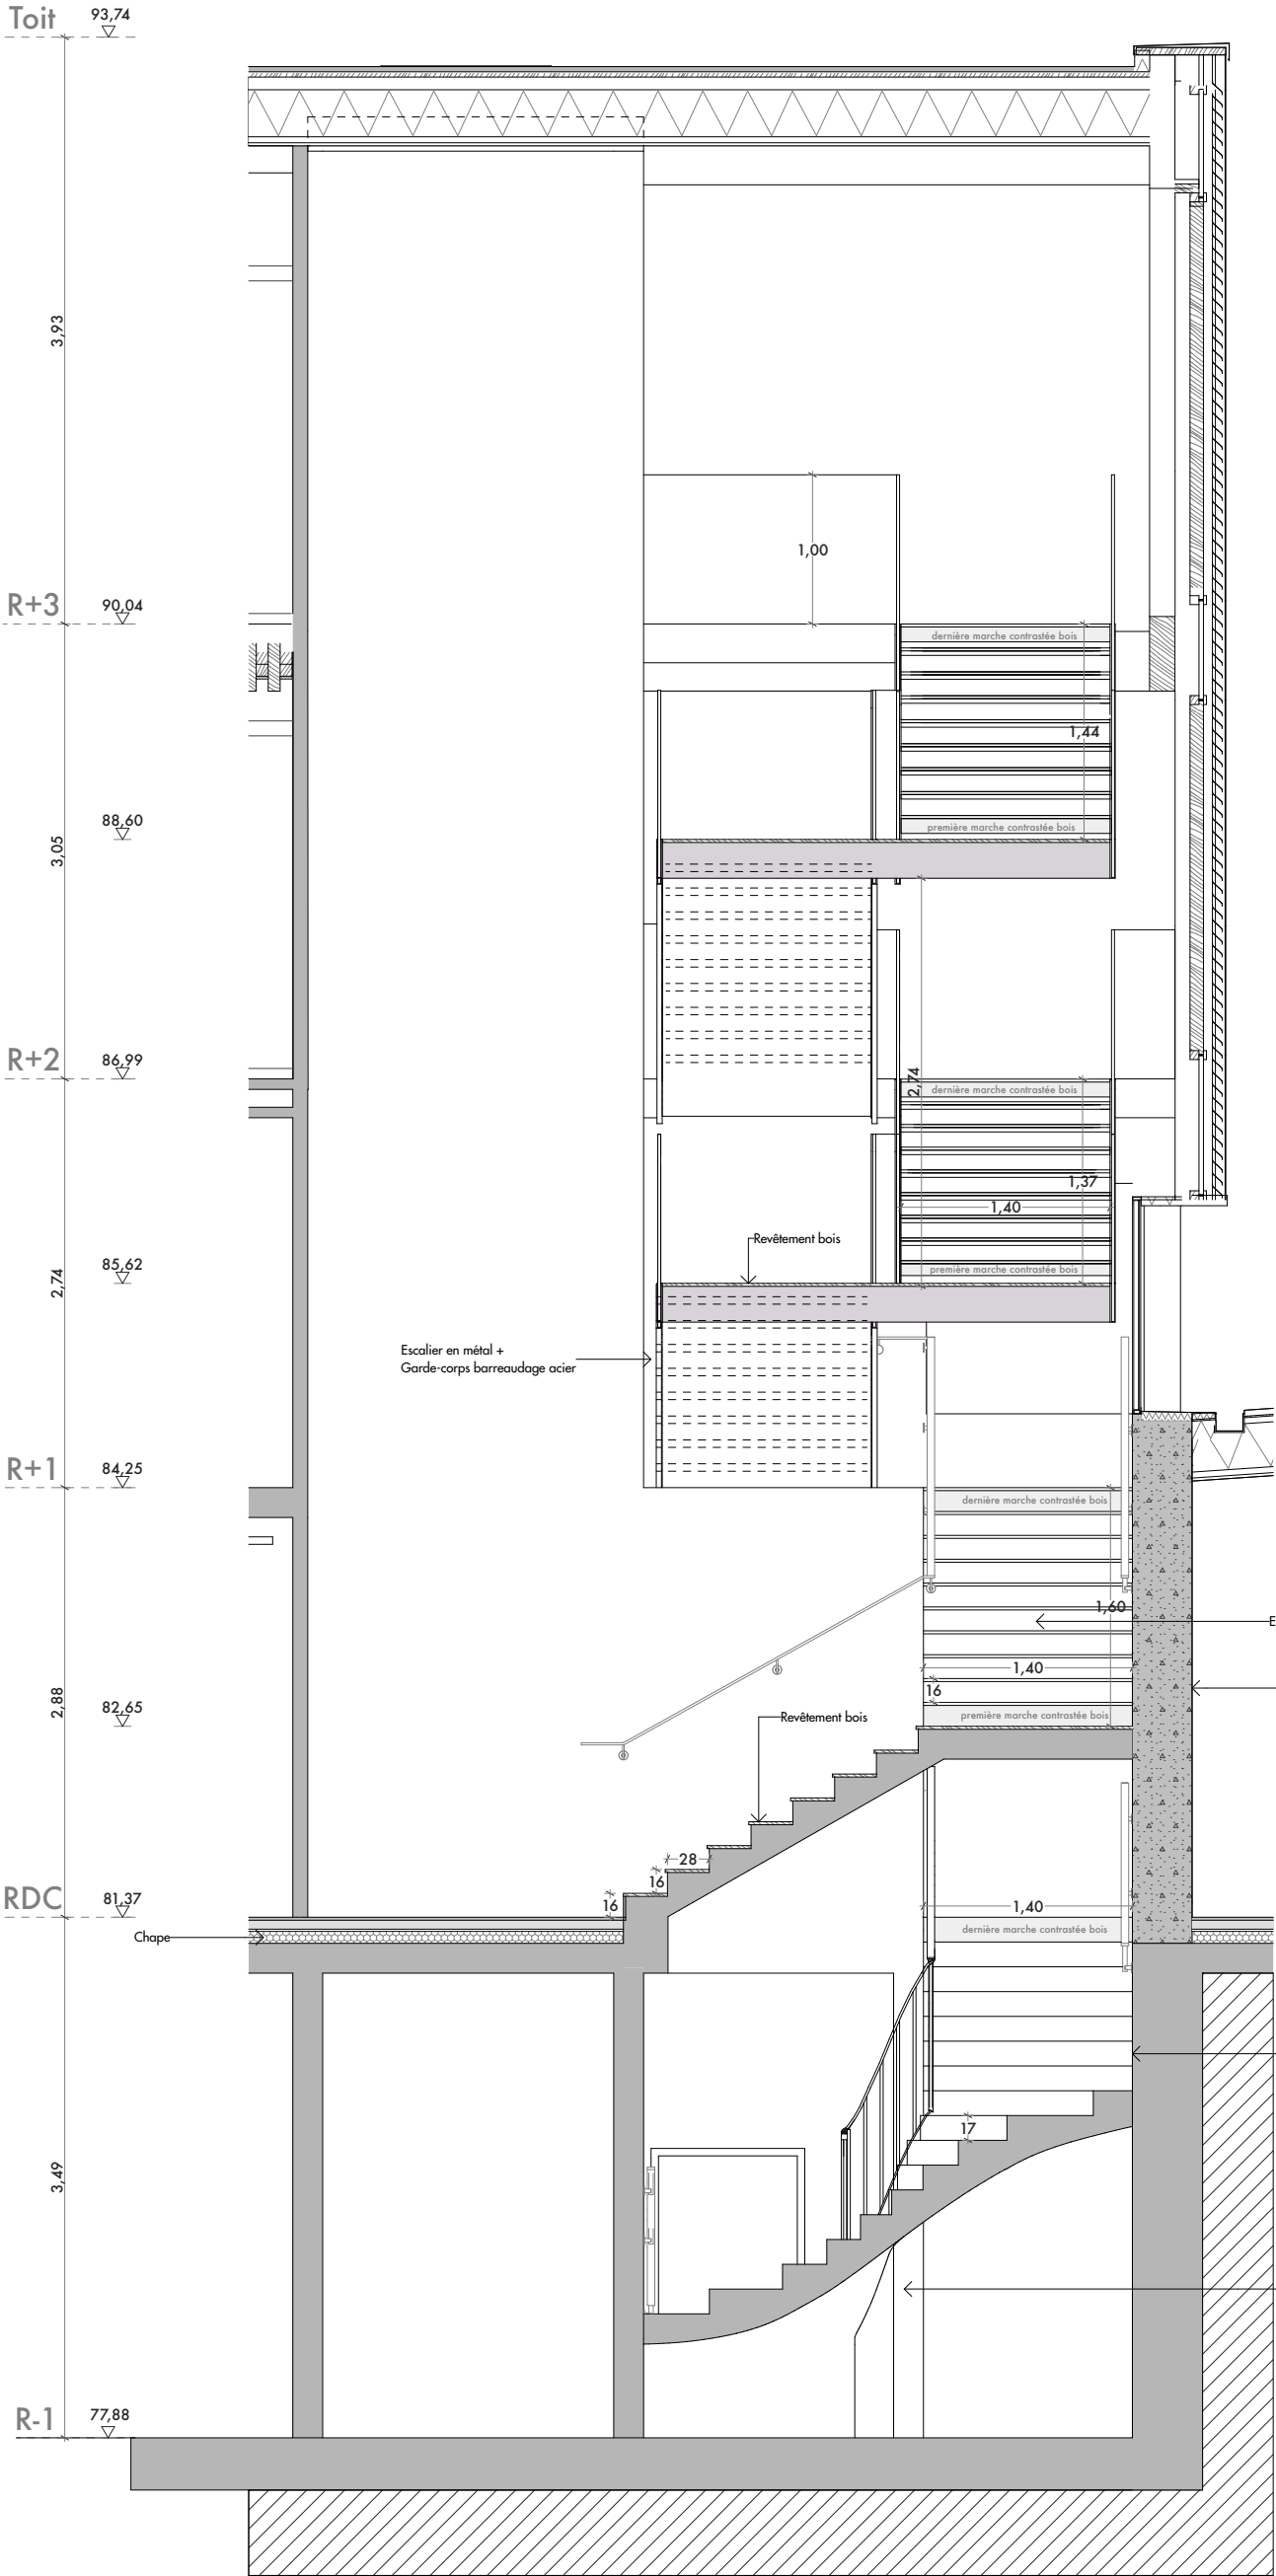 Toit 93,74
3,93
1,00
R+3 90,04
dernière marche contrastée bois
1,44
88,60
première marche contrastée bois
3,05
R+2 86,99
dernière marche contrastée bois
2,74
1,37
1,40
Revêtement bois
85,62
première marche contrastée bois
2,74
Escalier en métal +
Garde-corps barreaudage acier
R+1 84,25
dernière marche contrastée bois
1,60
E
1,40
16
82,65
première marche contrastée bois
Revêtement bois
2,88
28
16
16
RDC 81,37
1,40
dernière marche contrastée bois
Chape
17
3,49
R-1 77,88